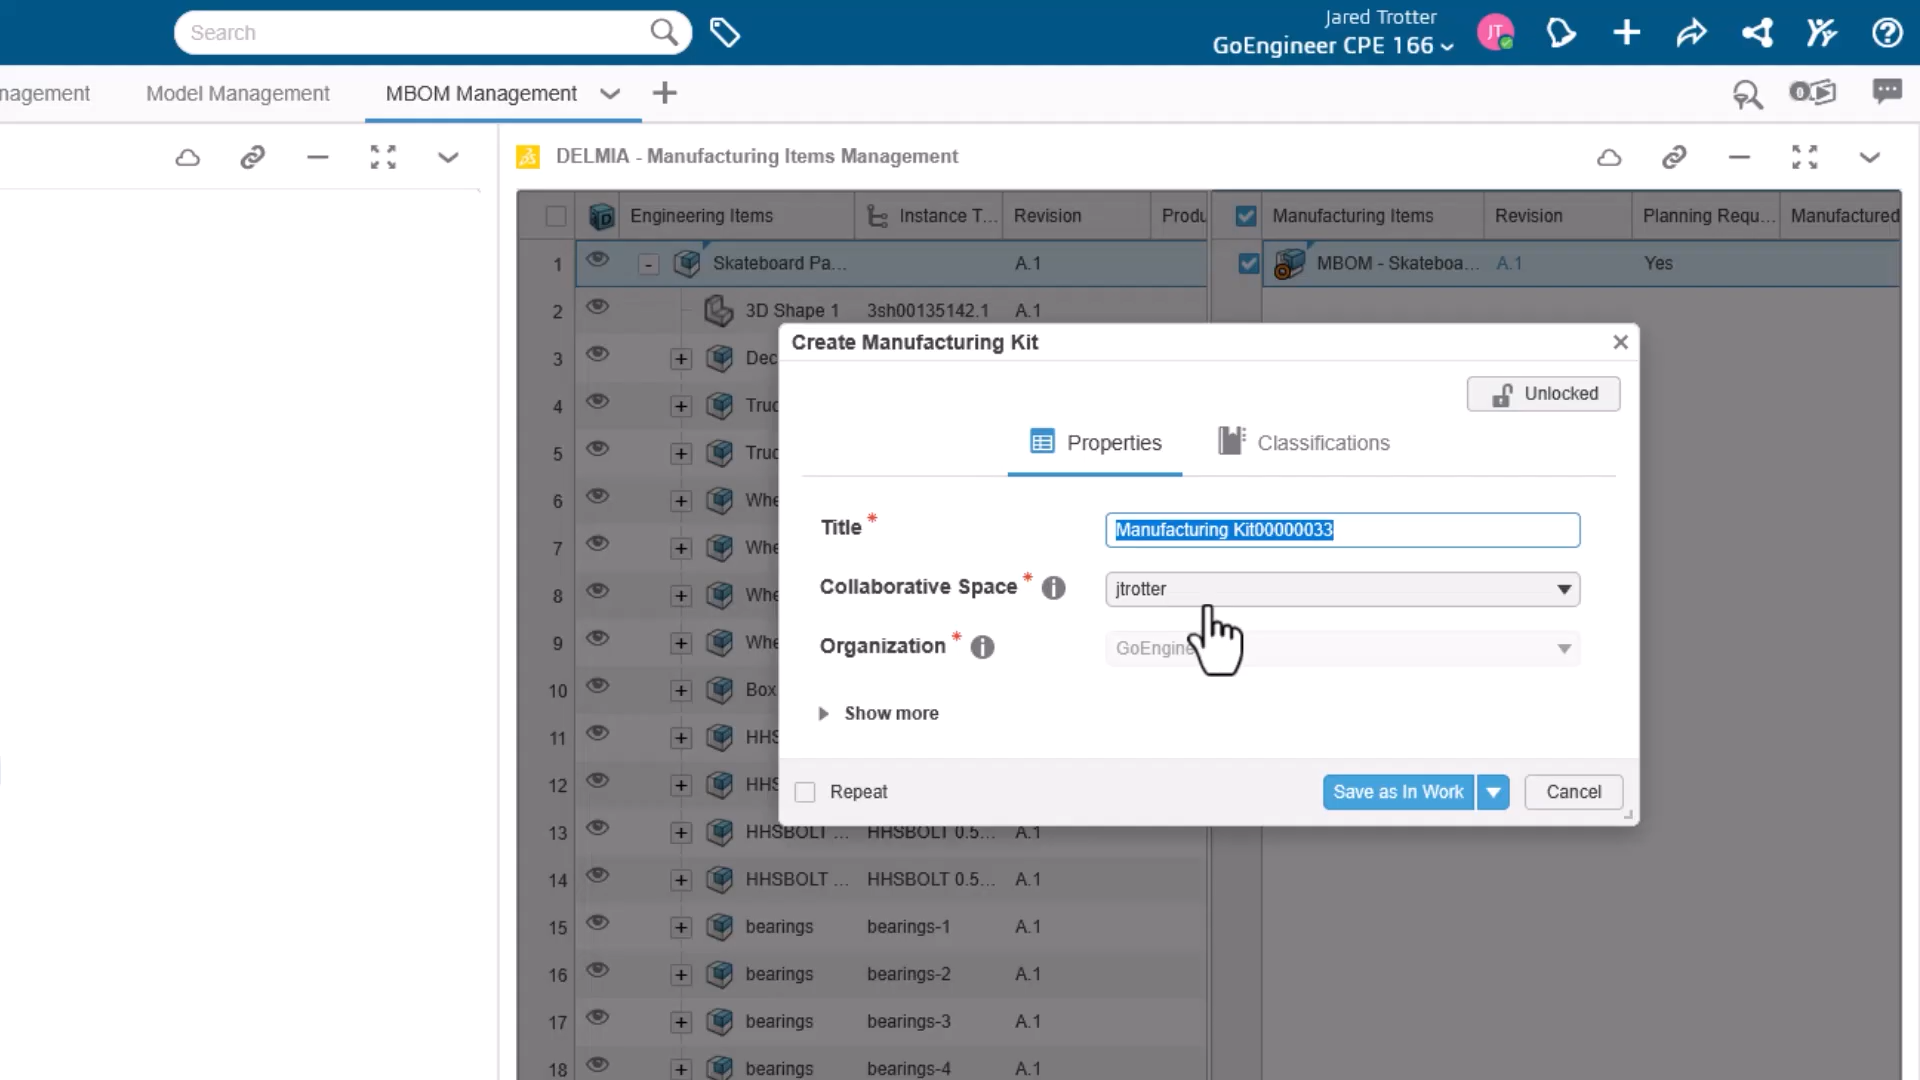 Search
Jared Trotter
GoEngineer CPE 166
JT
nagement
Model Management
MBOM Management
0
DELMIA - Manufacturing Items Management
Engineering Items
Instance T...
Revision
Produ
Manufacturing Items
Revision
Planning Requ...
Manufactured
1
Skateboard Pa...
A.1
MBOM - Skateboa...
A.1
Yes
2
3D Shape 1
3sh00135142.1
A.1
3
Dec
4
Truc
5
Truc
6
Whe
7
Whe
8
Whe
9
Whe
10
Box
11
HHS
12
HHS
13
HHSBOLT ...
HHSBOLT 0.5...
A.1
14
HHSBOLT ...
HHSBOLT 0.5...
A.1
15
bearings
bearings-1
A.1
16
bearings
bearings-2
A.1
17
bearings
bearings-3
A.1
18
bearings
bearings-4
A.1
Create Manufacturing Kit
Unlocked
Properties
Classifications
Title *
Manufacturing Kit00000033
Collaborative Space *
jtrotter
Organization *
GoEngine
Show more
Repeat
Save as In Work
Cancel